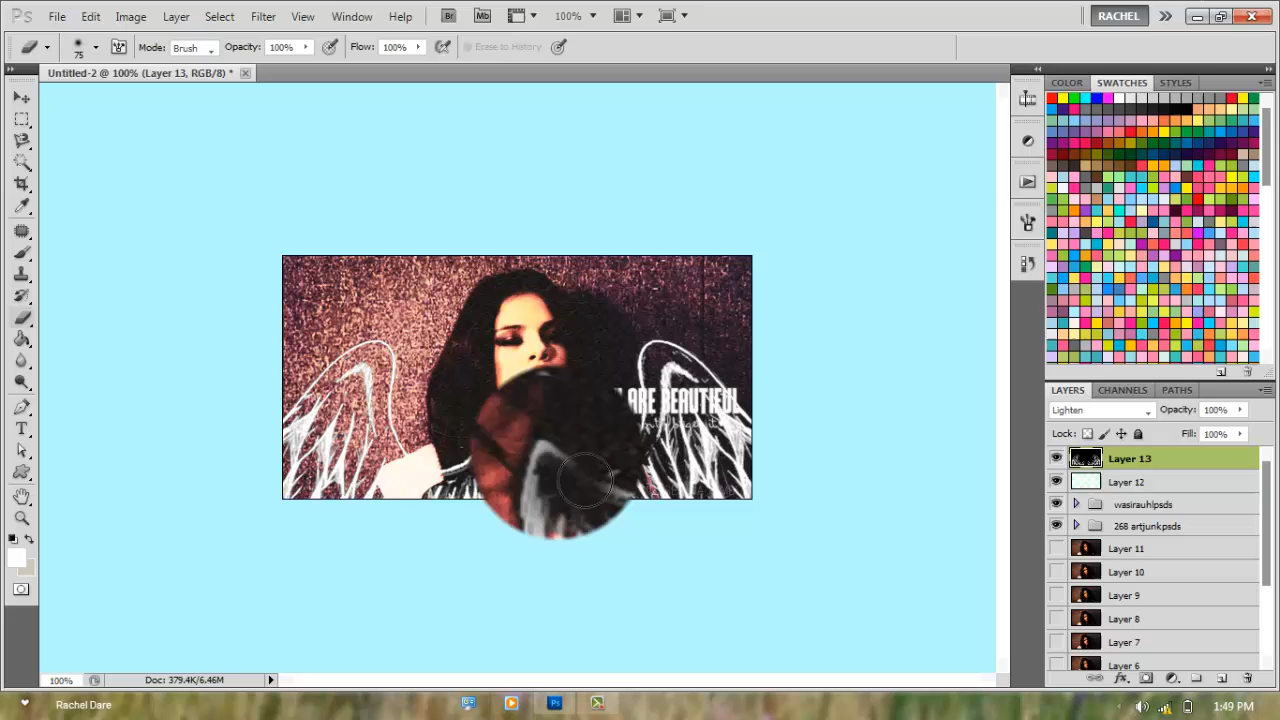 Ps File Edit Image Layer Select Filter View Window Help Br Mb 100% RACHEL
75 Mode: Brush Opacity: 100% Flow: 100% Erase to History
Untitled-2 @ 100% (Layer 13, RGB/8) *
COLOR SWATCHES STYLES
ARE BEAUTIFUL
LAYERS CHANNELS PATHS
Lighten Opacity: 100%
Lock: Fill: 100%
Layer 13
Layer 12
wasirauhlpsds
268 artjunkpsds
Layer 11
Layer 10
Layer 9
Layer 8
Layer 7
Layer 6
100% Doc: 379.4K/6.46M
Rachel Dare Ps 1:49 PM